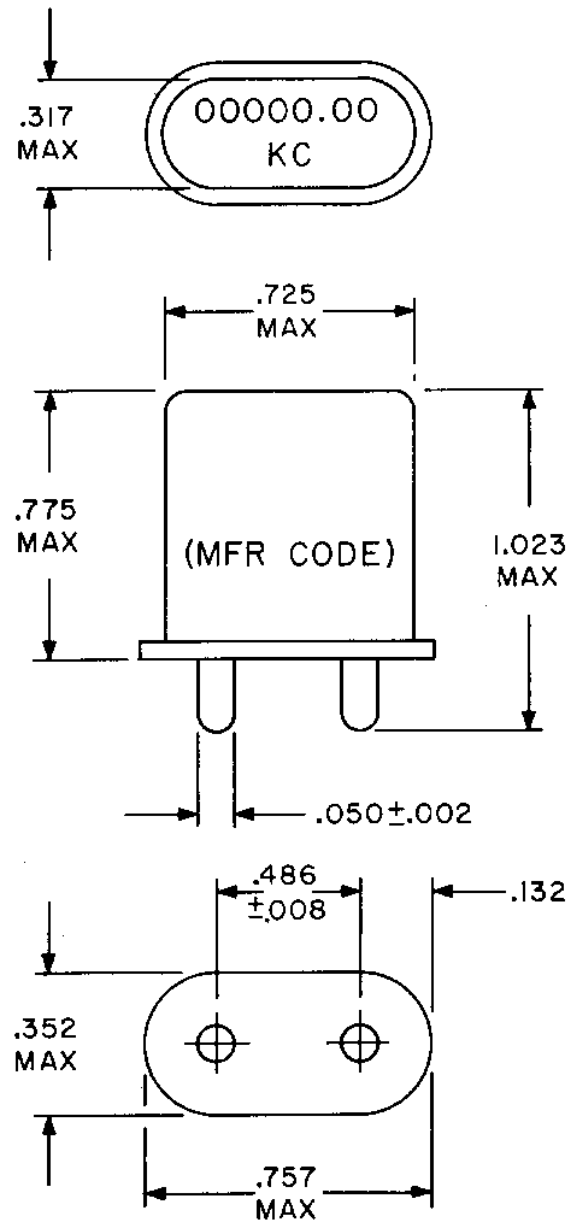 00000.00
KC
.317
MAX
.725
MAX
.775
MAX
(MFR CODE)
1.023
MAX
.050±.002
.486
±.008
.132
.352
MAX
.757
MAX